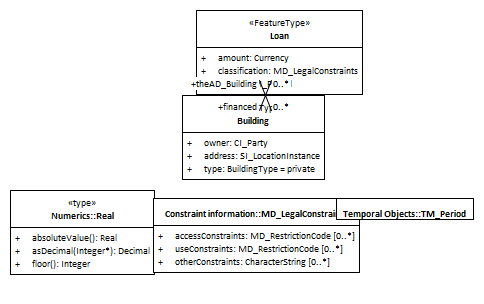 «FeatureType»
Loan
+ amount: Currency
+ classification: MD_LegalConstraints
+theAD_Building 0..*
+financed 0..*
Building
+ owner: CI_Party
+ address: SI_LocationInstance
+ type: BuildingType = private
«type»
Numerics::Real
+ absoluteValue(): Real
+ asDecimal(Integer*): Decimal
+ floor(): Integer
Constraint information::MD_LegalConstrai
+ accessConstraints: MD_RestrictionCode [0..*]
+ useConstraints: MD_RestrictionCode [0..*]
+ otherConstraints: CharacterString [0..*]
Temporal Objects::TM_Period